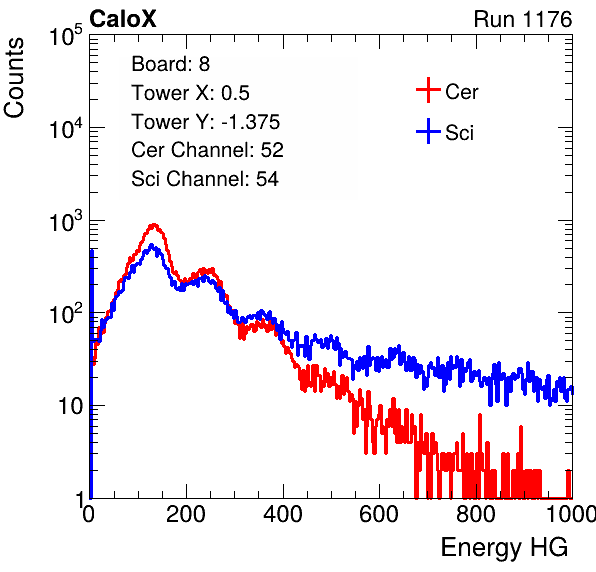 CaloX Run 1176
Counts
10^5
10^4
10^3
10^2
10
1
Board: 8
Tower X: 0.5
Tower Y: -1.375
Cer Channel: 52
Sci Channel: 54
Cer
Sci
0 200 400 600 800 1000
Energy HG